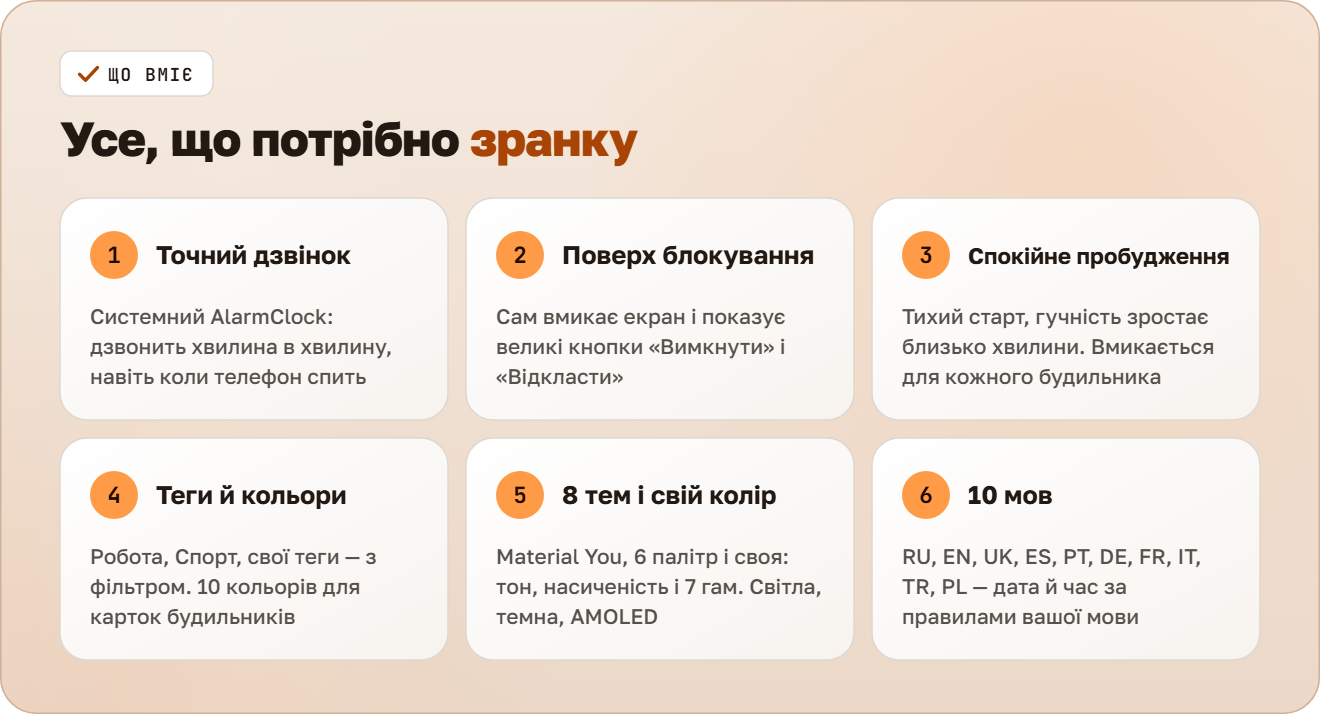 ЩО ВМІЄ
Усе, що потрібно зранку
1 Точний дзвінок
Системний AlarmClock:
дзвонить хвилина в хвилину,
навіть коли телефон спить
2 Поверх блокування
Сам вмикає екран і показує
великі кнопки «Вимкнути» і
«Відкласти»
3 Спокійне пробудження
Тихий старт, гучність зростає
близько хвилини. Вмикається
для кожного будильника
4 Теги й кольори
Робота, Спорт, свої теги — з
фільтром. 10 кольорів для
карток будильників
5 8 тем і свій колір
Material You, 6 палітр і своя:
тон, насиченість і 7 гам. Світла,
темна, AMOLED
6 10 мов
RU, EN, UK, ES, PT, DE, FR, IT,
TR, PL — дата й час за
правилами вашої мови